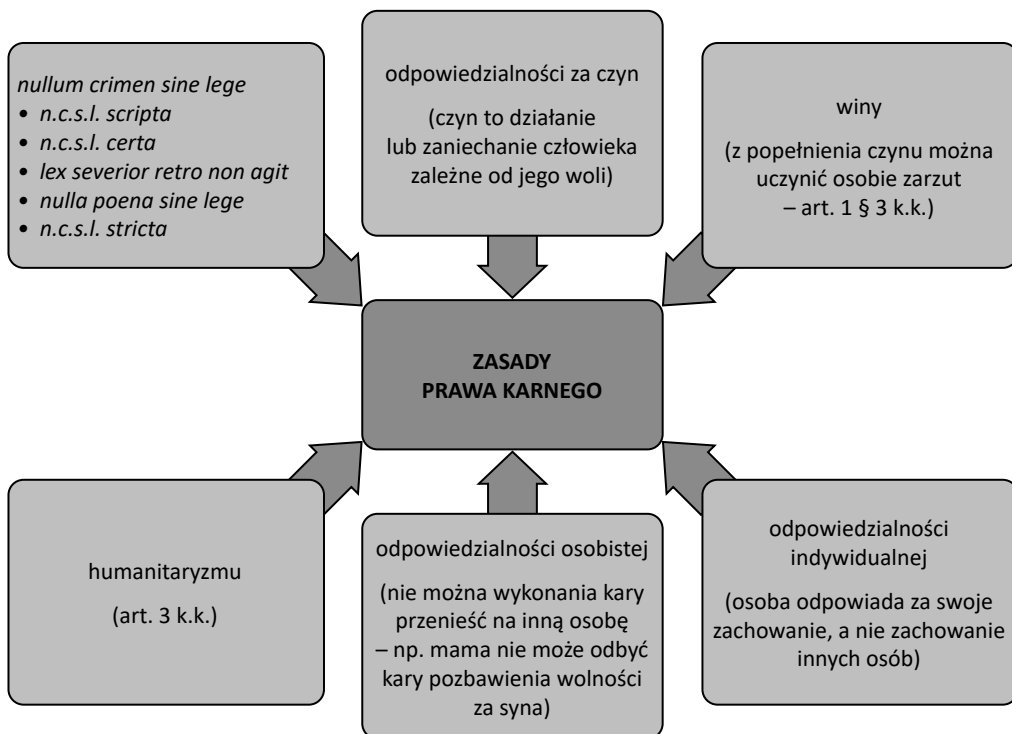 nullum crimen sine lege
• n.c.s.l. scripta
• n.c.s.l. certa
• lex severior retro non agit
• nulla poena sine lege
• n.c.s.l. stricta
odpowiedzialności za czyn
(czyn to działanie
lub zaniechanie człowieka
zależne od jego woli)
winy
(z popełnienia czynu można
uczynić osobie zarzut
– art. 1 § 3 k.k.)
ZASADY
PRAWA KARNEGO
humanitaryzmu
(art. 3 k.k.)
odpowiedzialności osobistej
(nie można wykonania kary
przenieść na inną osobę
– np. mama nie może odbyć
kary pozbawienia wolności
za syna)
odpowiedzialności
indywidualnej
(osoba odpowiada za swoje
zachowanie, a nie zachowanie
innych osób)